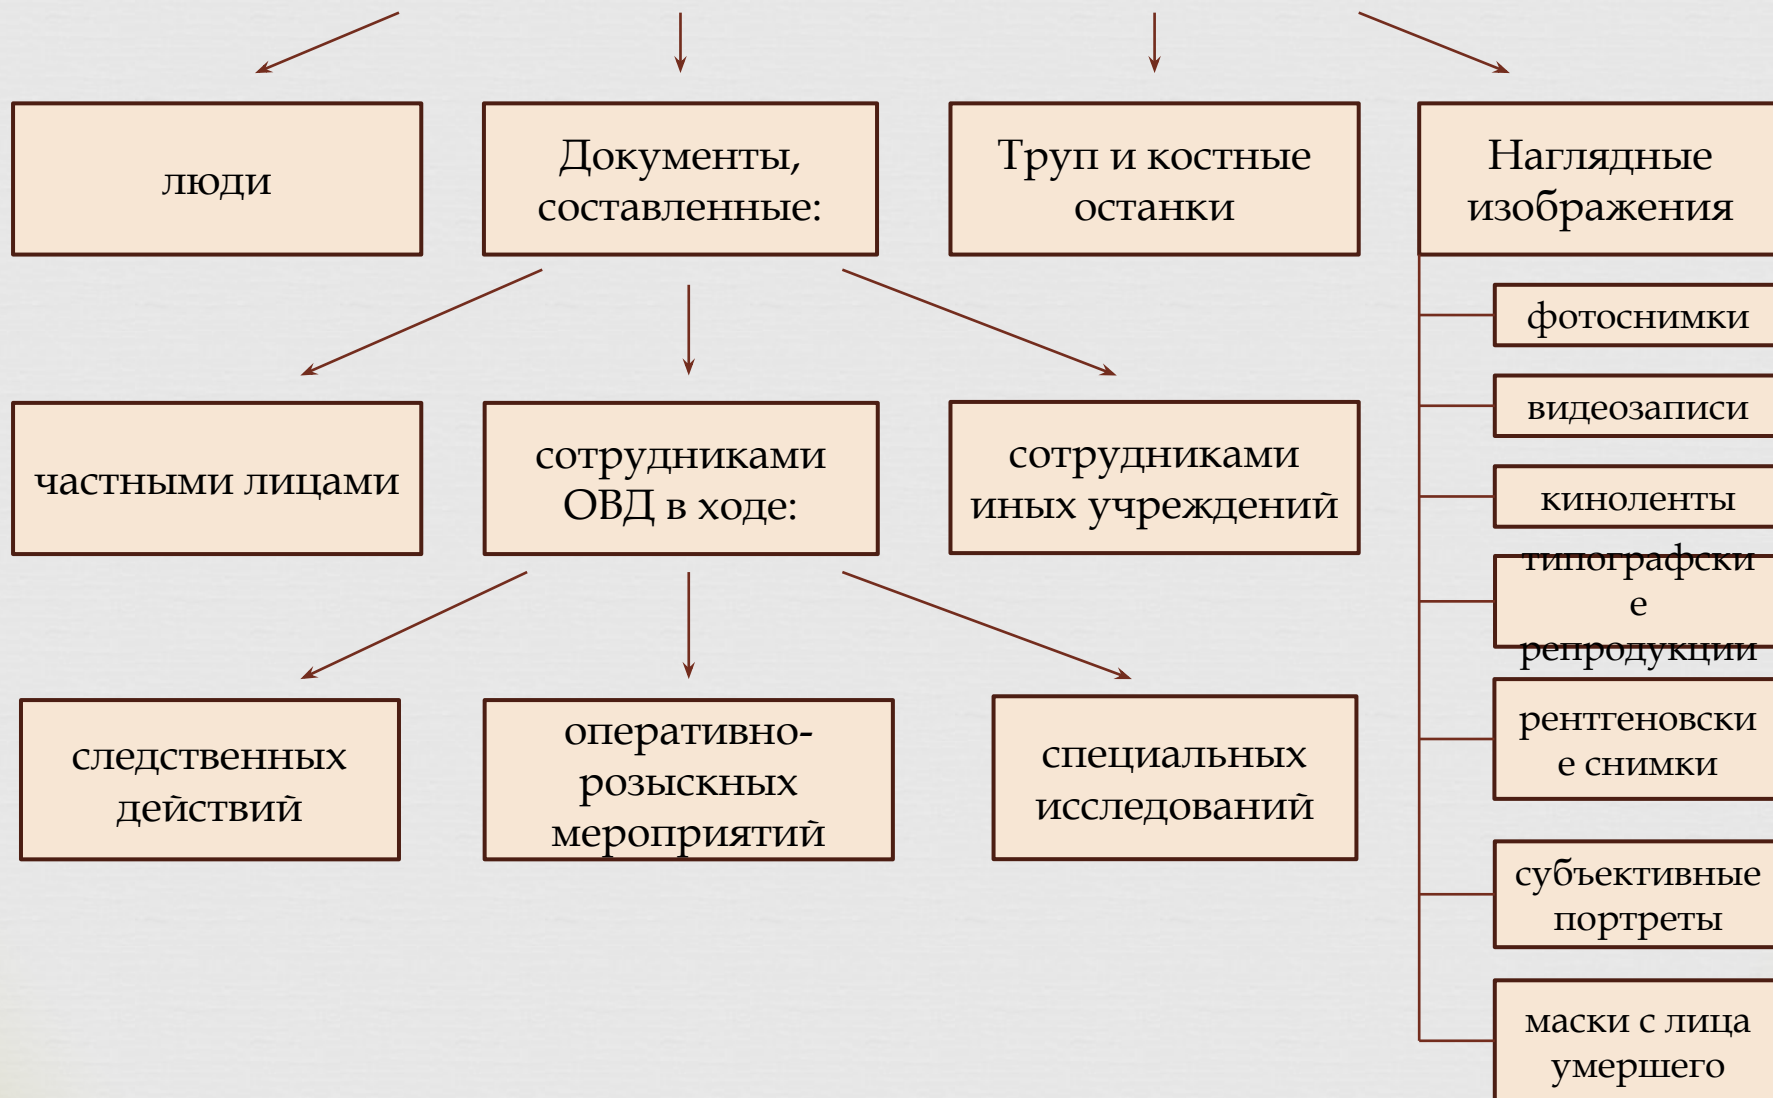 люди
Документы,
составленные:
Труп и костные
останки
Наглядные
изображения
фотоснимки
видеозаписи
киноленты
типографски
е
репродукции
рентгеновски
е снимки
субъективные
портреты
маски с лица
умершего
частными лицами
сотрудниками
ОВД в ходе:
сотрудниками
иных учреждений
следственных
действий
оперативно-
розыскных
мероприятий
специальных
исследований